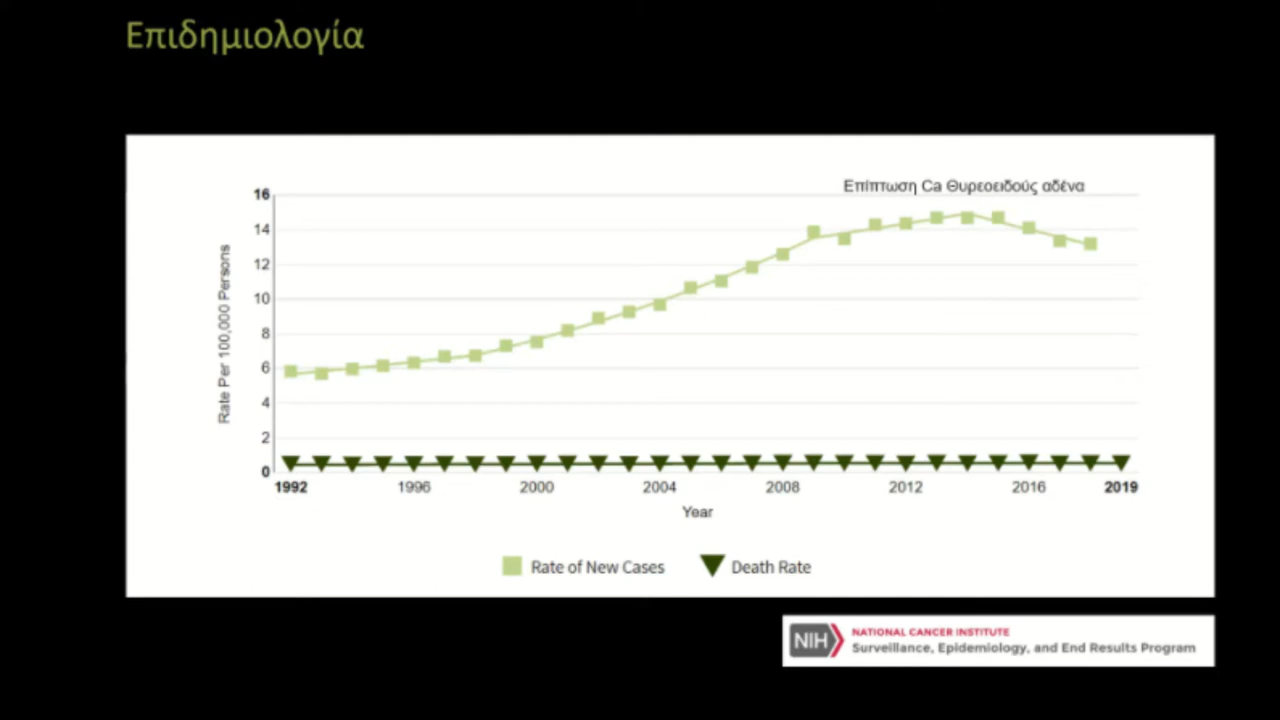 Επιδημιολογία
Επίπτωση Ca Θυρεοειδούς αδένα
16
14
12
10
8
6
4
2
0
Rate Per 100,000 Persons
1992 1996 2000 2004 2008 2012 2016 2019
Year
Rate of New Cases Death Rate
NIH NATIONAL CANCER INSTITUTE
Surveillance, Epidemiology, and End Results Program